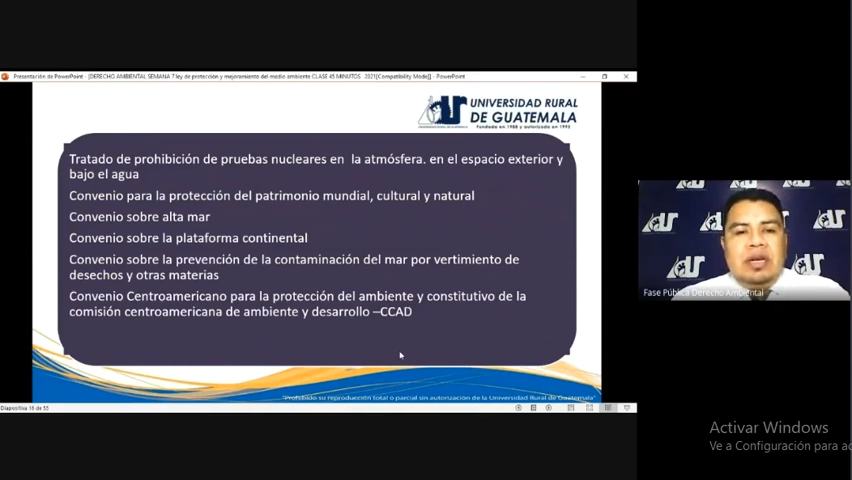 Presentación de PowerPoint - [DERECHO AMBIENTAL SEMANA 7 ley de protección y mejoramiento del medio ambiente CLASE 45 MINUTOS 2021[Compatibility Mode]] - PowerPoint
UNIVERSIDAD RURAL
DE GUATEMALA
Fundada en 1988 y autorizada en 1995
Tratado de prohibición de pruebas nucleares en la atmósfera. en el espacio exterior y
bajo el agua
Convenio para la protección del patrimonio mundial, cultural y natural
Convenio sobre alta mar
Convenio sobre la plataforma continental
Convenio sobre la prevención de la contaminación del mar por vertimiento de
desechos y otras materias
Convenio Centroamericano para la protección del ambiente y constitutivo de la
comisión centroamericana de ambiente y desarrollo –CCAD
"Prohibido su reproducción total o parcial sin autorización de la Universidad Rural de Guatemala"
Diapositiva 18 de 55
Fase Pública Derecho Ambiental
Activar Windows
Ve a Configuración para ac